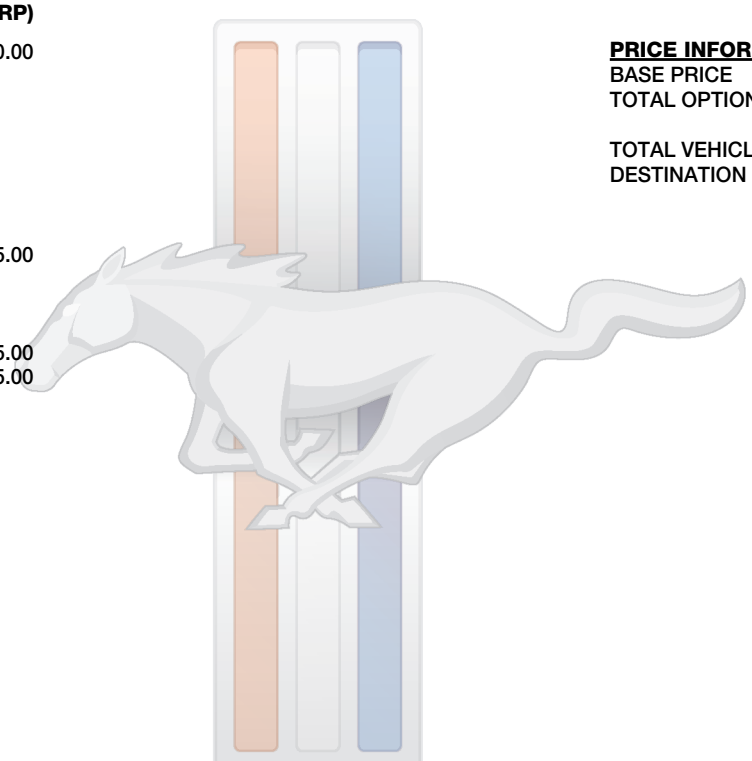 RP)
0.00
5.00
5.00
5.00
PRICE INFOR
BASE PRICE
TOTAL OPTION
TOTAL VEHICL
DESTINATION